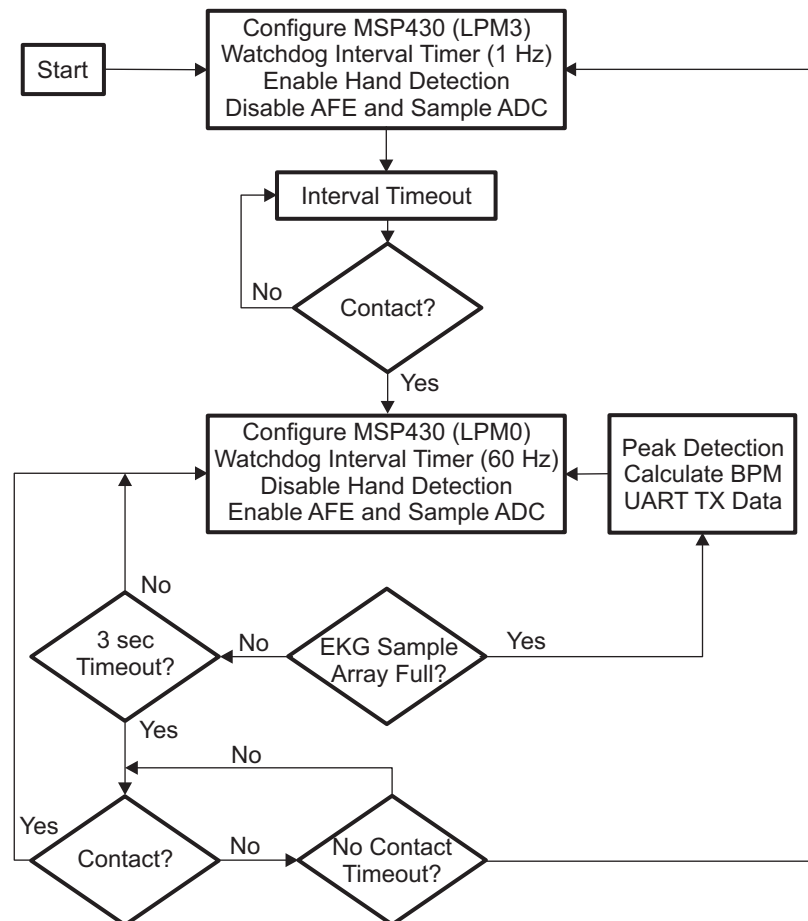 Start
Configure MSP430 (LPM3)
Watchdog Interval Timer (1 Hz)
Enable Hand Detection
Disable AFE and Sample ADC
Interval Timeout
No
Contact?
Yes
Configure MSP430 (LPM0)
Watchdog Interval Timer (60 Hz)
Disable Hand Detection
Enable AFE and Sample ADC
Peak Detection
Calculate BPM
UART TX Data
No
3 sec
Timeout?
No
EKG Sample
Array Full?
Yes
Yes
No
Yes
Contact?
No
No Contact
Timeout?